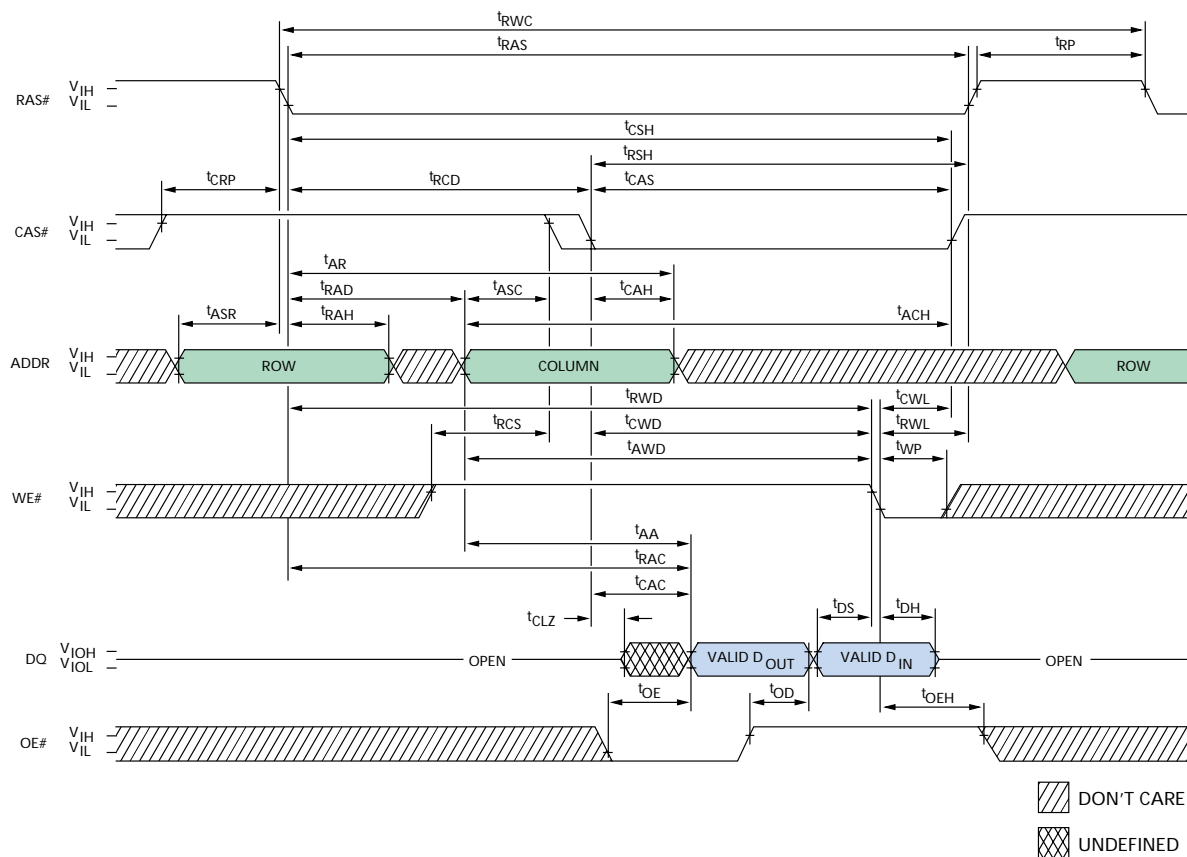 tRWC
tRAS
tRP
RAS#
VIH
VIL
tCSH
tRSH
tCRP
tRCD
tCAS
CAS#
VIH
VIL
tAR
tRAD
tASC
tCAH
tASR
tRAH
tACH
ADDR
VIH
VIL
ROW
COLUMN
ROW
tRWD
tCWL
tRCS
tCWD
tRWL
tAWD
tWP
WE#
VIH
VIL
tAA
tRAC
tCAC
tCLZ
tDS
tDH
DQ
VIOH
VIOL
OPEN
VALID DOUT
VALID DIN
OPEN
tOE
tOD
tOEH
OE#
VIH
VIL
DON'T CARE
UNDEFINED